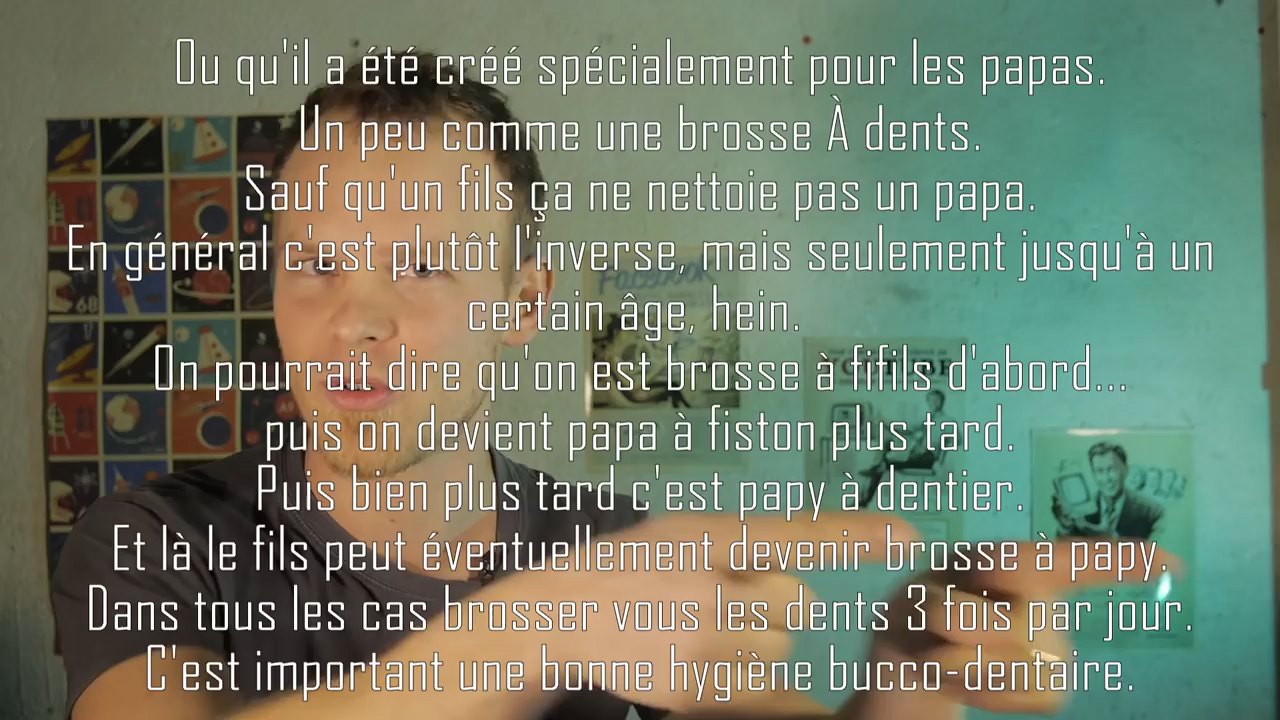 Ou qu'il a été créé spécialement pour les papas.
Un peu comme une brosse À dents.
Sauf qu'un fils ça ne nettoie pas un papa.
En général c'est plutôt l'inverse, mais seulement jusqu'à un
certain âge, hein.
On pourrait dire qu'on est brosse à fifils d'abord...
puis on devient papa à fiston plus tard.
Puis bien plus tard c'est papy à dentier.
Et là le fils peut éventuellement devenir brosse à papy.
Dans tous les cas brosser vous les dents 3 fois par jour.
C'est important une bonne hygiène bucco-dentaire.
Facebook
68